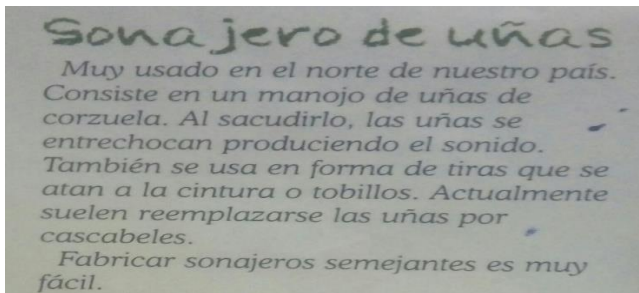 Sonajero de uñas
Muy usado en el norte de nuestro país.
Consiste en un manojo de uñas de
corzuela. Al sacudirlo, las uñas se
entrechocan produciendo el sonido.
También se usa en forma de tiras que se
atan a la cintura o tobillos. Actualmente
suelen reemplazarse las uñas por
cascabeles.
Fabricar sonajeros semejantes es muy
fácil.